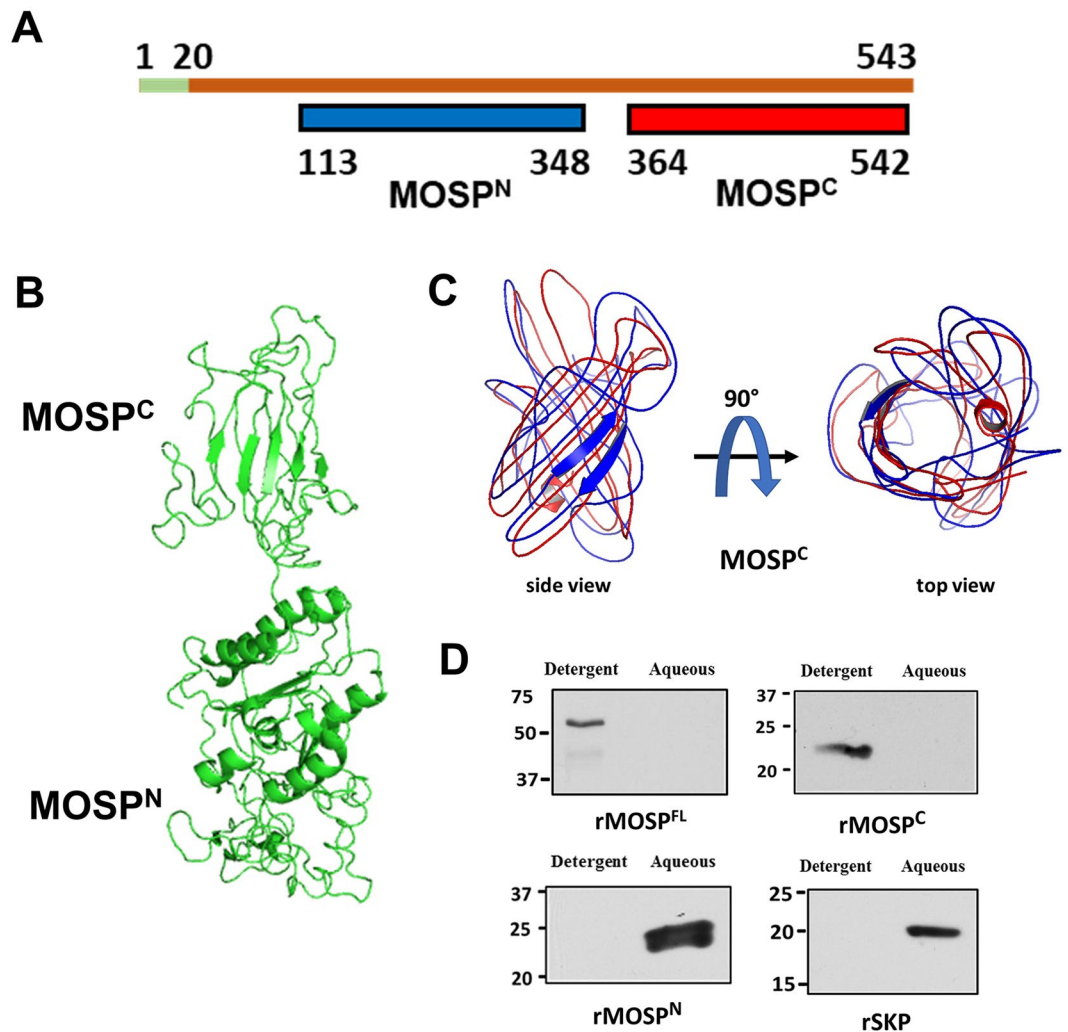 A
1 20 543
113 348 364 542
MOSPN MOSPC
B
MOSPC
MOSPN
C
90°
MOSPC
side view top view
D
Detergent Aqueous
75
50
37
rMOSPFL
Detergent Aqueous
37
25
20
rMOSPC
Detergent Aqueous
37
25
20
rMOSPN
Detergent Aqueous
25
20
15
rSKP